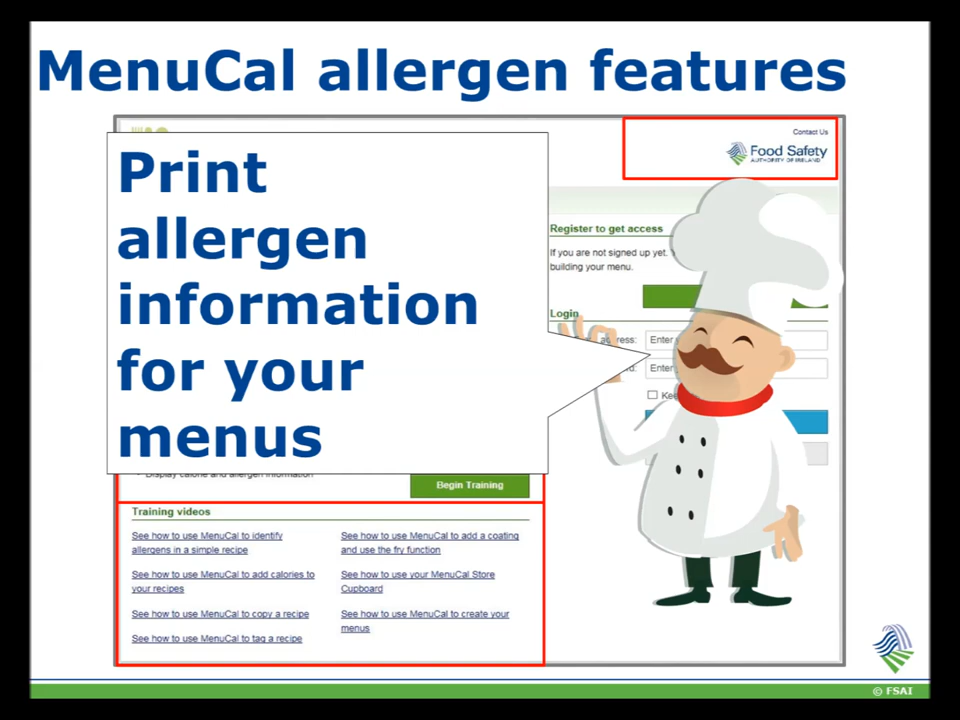 MenuCal allergen features
Print
allergen
information
for your
menus
Contact Us
Food Safety
AUTHORITY OF IRELAND
Register to get access
If you are not signed up yet.
building your menu.
Login
Enter
Enter
Display calorie and allergen information
Begin Training
Training videos
See how to use MenuCal to identify
allergens in a simple recipe
See how to use MenuCal to add calories to
your recipes
See how to use MenuCal to copy a recipe
See how to use MenuCal to tag a recipe
See how to use MenuCal to add a coating
and use the fry function
See how to use your MenuCal Store
Cupboard
See how to use MenuCal to create your
menus
© FSAI